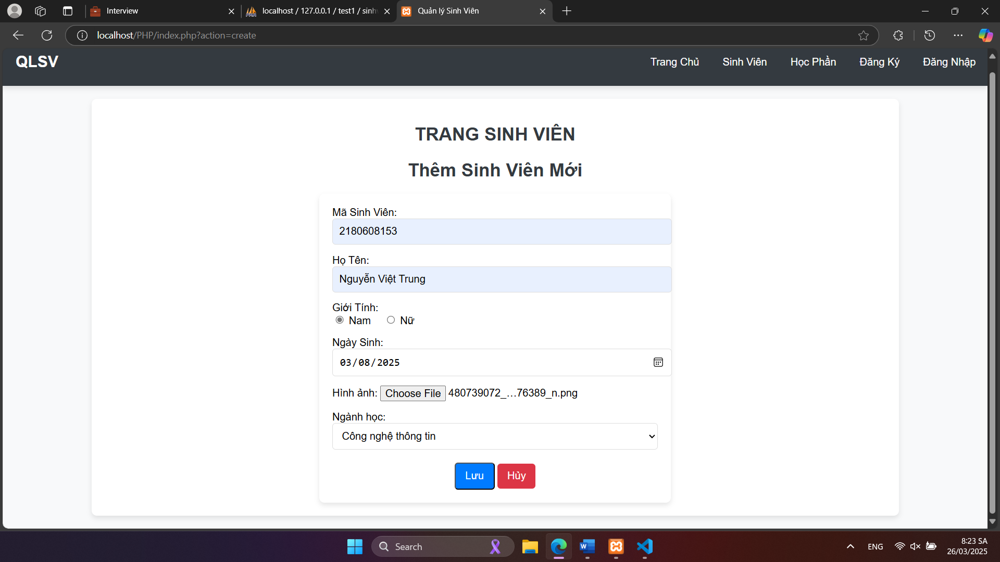 Interview
localhost / 127.0.0.1 / test1 / sinh
Quản lý Sinh Viên
localhost/PHP/index.php?action=create
QLSV
Trang Chủ
Sinh Viên
Học Phần
Đăng Ký
Đăng Nhập
TRANG SINH VIÊN
Thêm Sinh Viên Mới
Mã Sinh Viên:
2180608153
Họ Tên:
Nguyễn Việt Trung
Giới Tính:
Nam Nữ
Ngày Sinh:
03/08/2025
Hình ảnh: Choose File 480739072_...76389_n.png
Ngành học:
Công nghệ thông tin
Lưu Hủy
Search
ENG
8:23 SA
26/03/2025